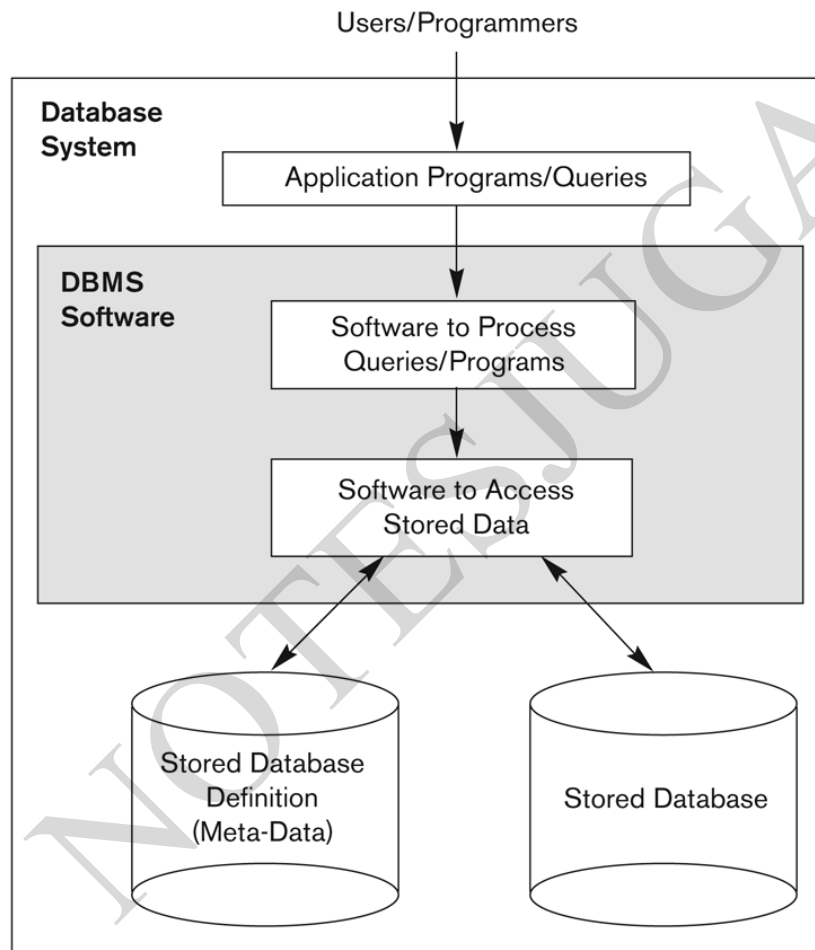 Users/Programmers
Database
System
Application Programs/Queries
DBMS
Software
Software to Process
Queries/Programs
Software to Access
Stored Data
Stored Database
Definition
(Meta-Data)
Stored Database
NOTESJUGA